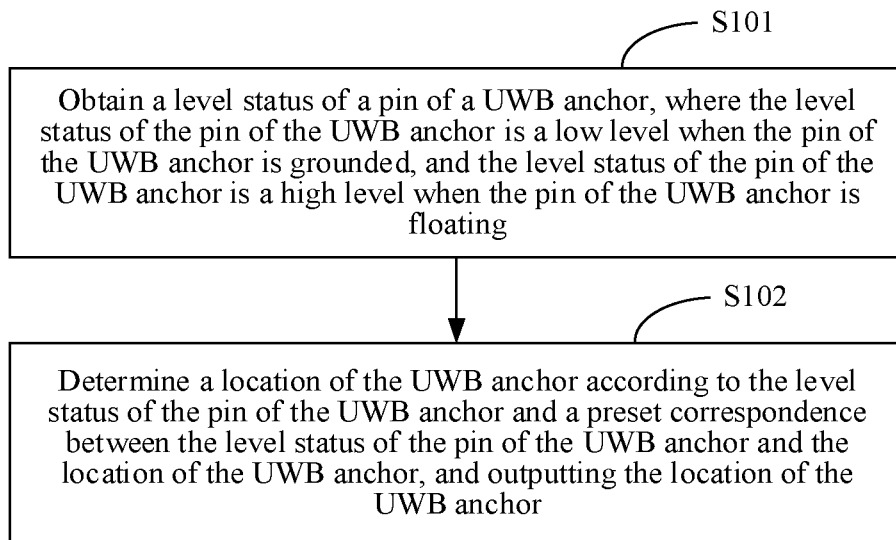 S101
Obtain a level status of a pin of a UWB anchor, where the level
status of the pin of the UWB anchor is a low level when the pin of
the UWB anchor is grounded, and the level status of the pin of the
UWB anchor is a high level when the pin of the UWB anchor is
floating
S102
Determine a location of the UWB anchor according to the level
status of the pin of the UWB anchor and a preset correspondence
between the level status of the pin of the UWB anchor and the
location of the UWB anchor, and outputting the location of the
UWB anchor